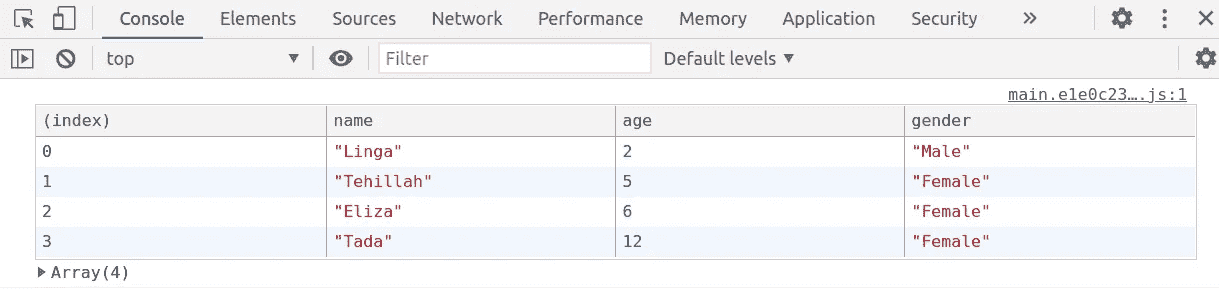 Console Elements Sources Network Performance Memory Application Security »
top Filter Default levels
main.e1e0c23….js:1
(index) name age gender
0 "Linga" 2 "Male"
1 "Tehillah" 5 "Female"
2 "Eliza" 6 "Female"
3 "Tada" 12 "Female"
Array(4)